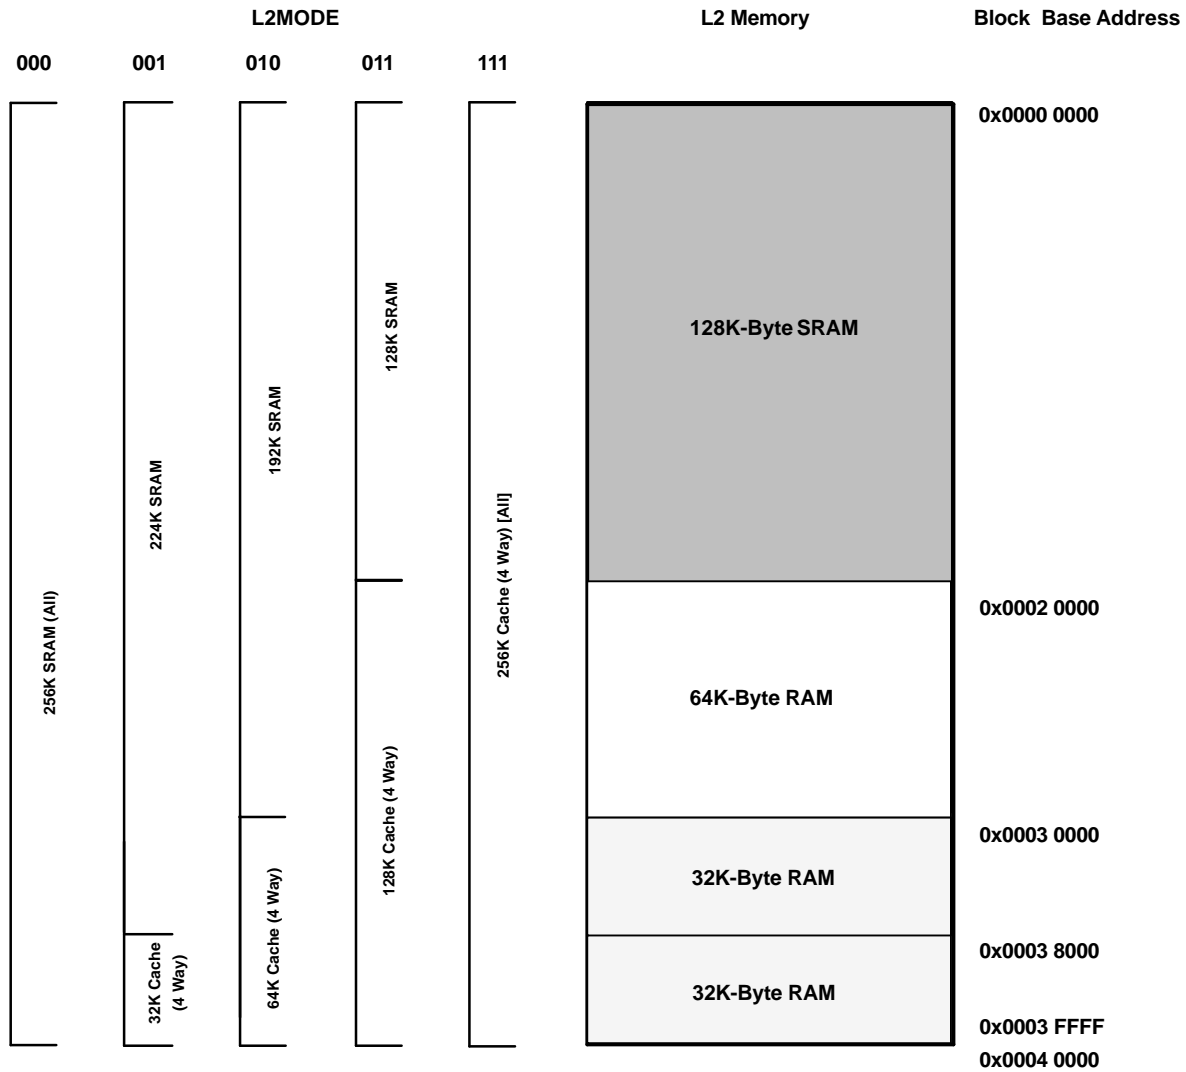 L2MODE L2 Memory Block Base Address
000 001 010 011 111
0x0000 0000
128K SRAM
128K-Byte SRAM
192K SRAM
224K SRAM
256K Cache (4 Way) [All]
256K SRAM (All)
0x0002 0000
64K-Byte RAM
128K Cache (4 Way)
0x0003 0000
32K-Byte RAM
64K Cache (4 Way)
0x0003 8000
32K Cache
(4 Way)
32K-Byte RAM
0x0003 FFFF
0x0004 0000